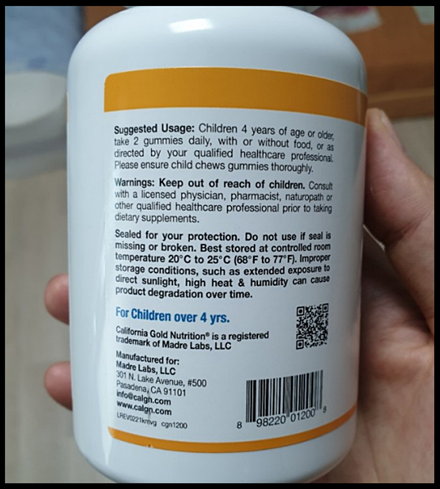 Suggested Usage: Children 4 years of age or older,
take 2 gummies daily, with or without food, or as
directed by your qualified healthcare professional.
Please ensure child chews gummies thoroughly.
Warnings: Keep out of reach of children. Consult
with a licensed physician, pharmacist, naturopath or
other qualified healthcare professional prior to taking
dietary supplements.
Sealed for your protection. Do not use if seal is
missing or broken. Best stored at controlled room
temperature 20°C to 25°C (68°F to 77°F). Improper
storage conditions, such as extended exposure to
direct sunlight, high heat & humidity can cause
product degradation over time.
For Children over 4 yrs.
California Gold Nutrition® is a registered
trademark of Madre Labs, LLC
Manufactured for:
Madre Labs, LLC
301 N. Lake Avenue, #500
Pasadena, CA 91101
info@calgn.com
www.calgn.com
cgn1200
8 98220 01200 9